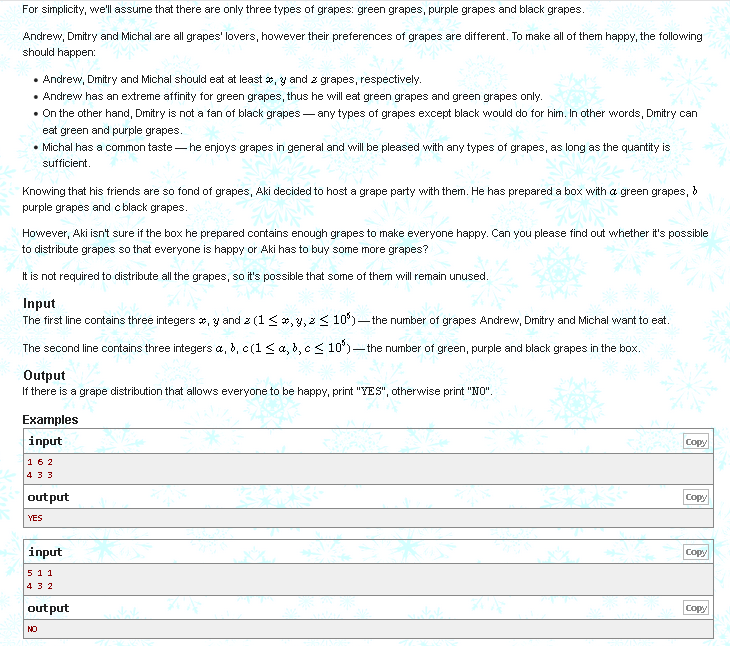 For simplicity, we'll assume that there are only three types of grapes: green grapes, purple grapes and black grapes.
Andrew, Dmitry and Michal are all grapes' lovers, however their preferences of grapes are different. To make all of them happy, the following
should happen:
• Andrew, Dmitry and Michal should eat at least x, y and z grapes, respectively.
• Andrew has an extreme affinity for green grapes, thus he will eat green grapes and green grapes only.
• On the other hand, Dmitry is not a fan of black grapes — any types of grapes except black would do for him. In other words, Dmitry can
eat green and purple grapes.
• Michal has a common taste — he enjoys grapes in general and will be pleased with any types of grapes, as long as the quantity is
sufficient.
Knowing that his friends are so fond of grapes, Aki decided to host a grape party with them. He has prepared a box with a green grapes, b
purple grapes and c black grapes.
However, Aki isn't sure if the box he prepared contains enough grapes to make everyone happy. Can you please find out whether it's possible
to distribute grapes so that everyone is happy or Aki has to buy some more grapes?
It is not required to distribute all the grapes, so it's possible that some of them will remain unused.
Input
The first line contains three integers x, y and z (1 ≤ x, y, z ≤ 10⁵) — the number of grapes Andrew, Dmitry and Michal want to eat.
The second line contains three integers a, b, c (1 ≤ a, b, c ≤ 10⁵) — the number of green, purple and black grapes in the box.
Output
If there is a grape distribution that allows everyone to be happy, print "YES", otherwise print "NO".
Examples
input Copy
1 6 2
4 3 3
output Copy
YES
input Copy
5 1 1
4 3 2
output Copy
NO